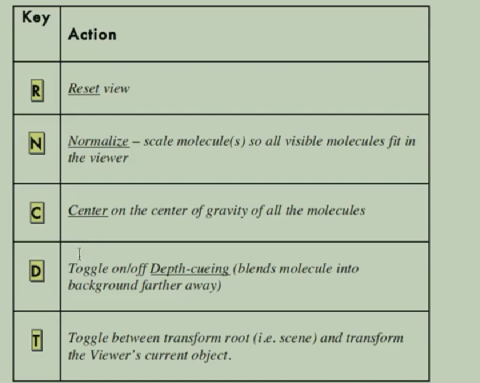 Key Action
R Reset view
N Normalize – scale molecule(s) so all visible molecules fit in
the viewer
C Center on the center of gravity of all the molecules
D Toggle on/off Depth-cueing (blends molecule into
background farther away)
T Toggle between transform root (i.e. scene) and transform
the Viewer's current object.